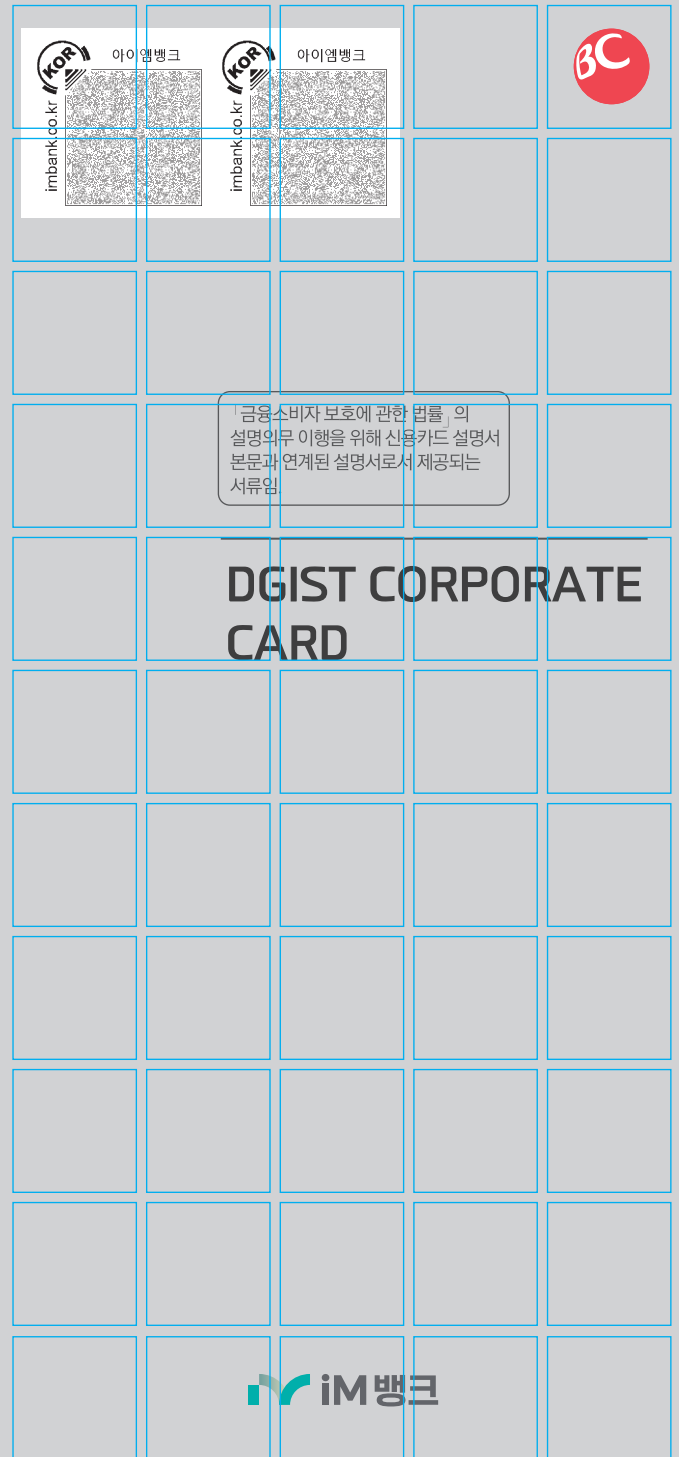 KOR
아이엠뱅크
imbank.co.kr
KOR
아이엠뱅크
imbank.co.kr
BC
「금융소비자 보호에 관한 법률」의
설명의무 이행을 위해 신용카드 설명서
본문과 연계된 설명서로서 제공되는
서류임.
DGIST CORPORATE
CARD
iM뱅크